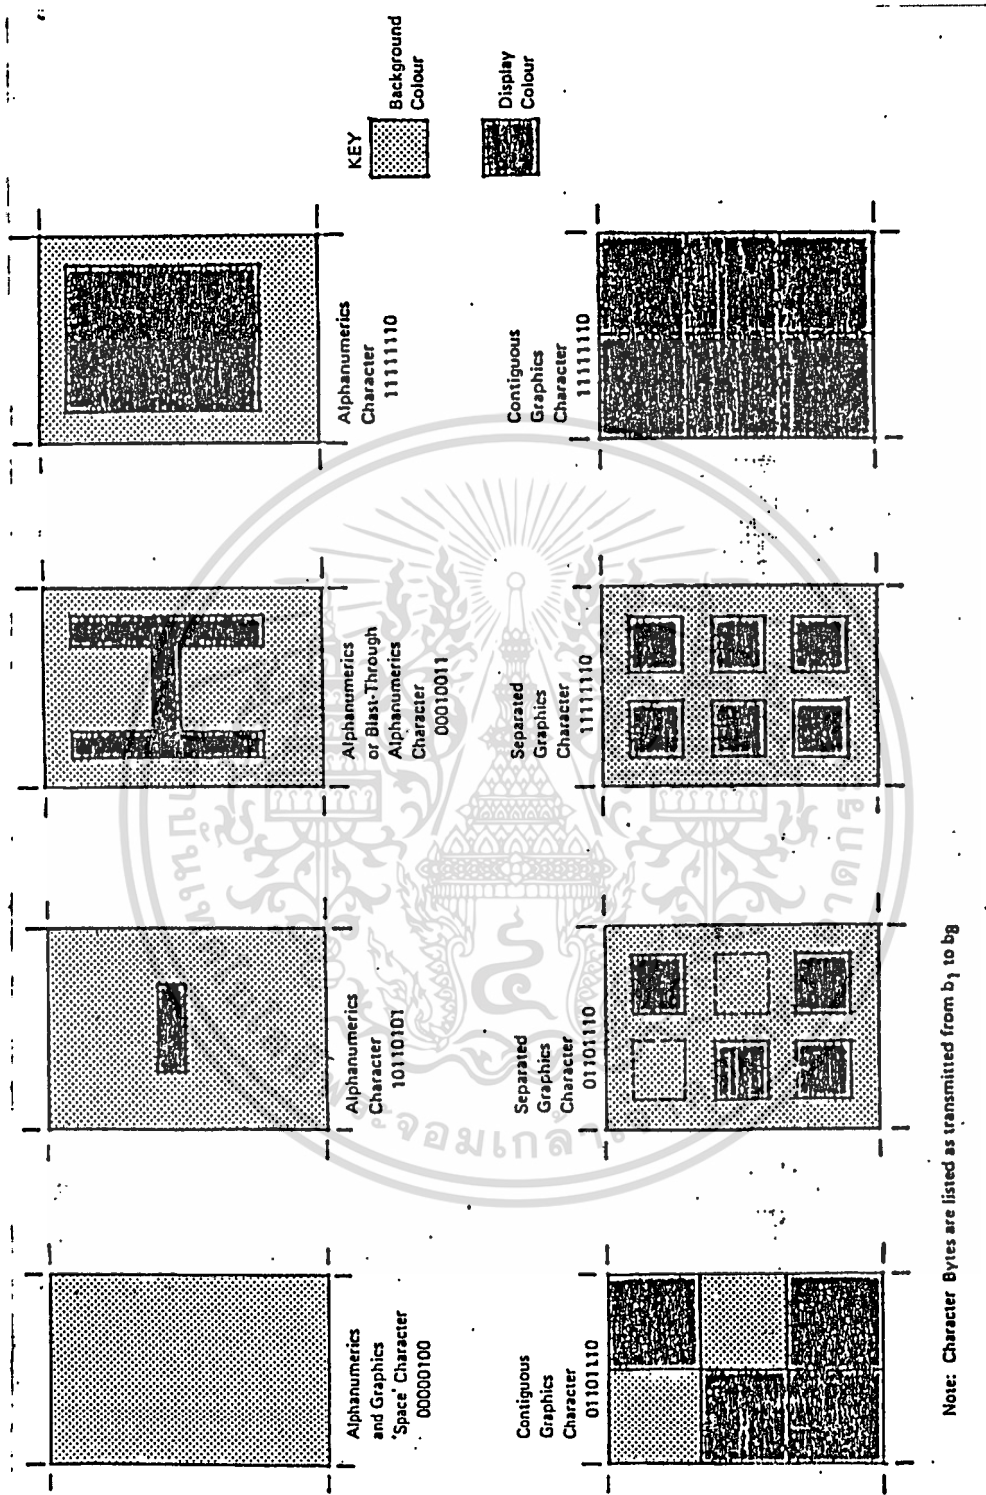 Alphanumerics
and Graphics
'Space' Character
00000100
Alphanumerics
Character
10110101
Alphanumerics
or Blast-Through
Alphanumerics
Character
00010011
Alphanumerics
Character
11111110
KEY
Background
Colour
Display
Colour
Contiguous
Graphics
Character
01101110
Separated
Graphics
Character
01101110
Separated
Graphics
Character
11111110
Contiguous
Graphics
Character
11111110
Note: Character Bytes are listed as transmitted from b1 to b8